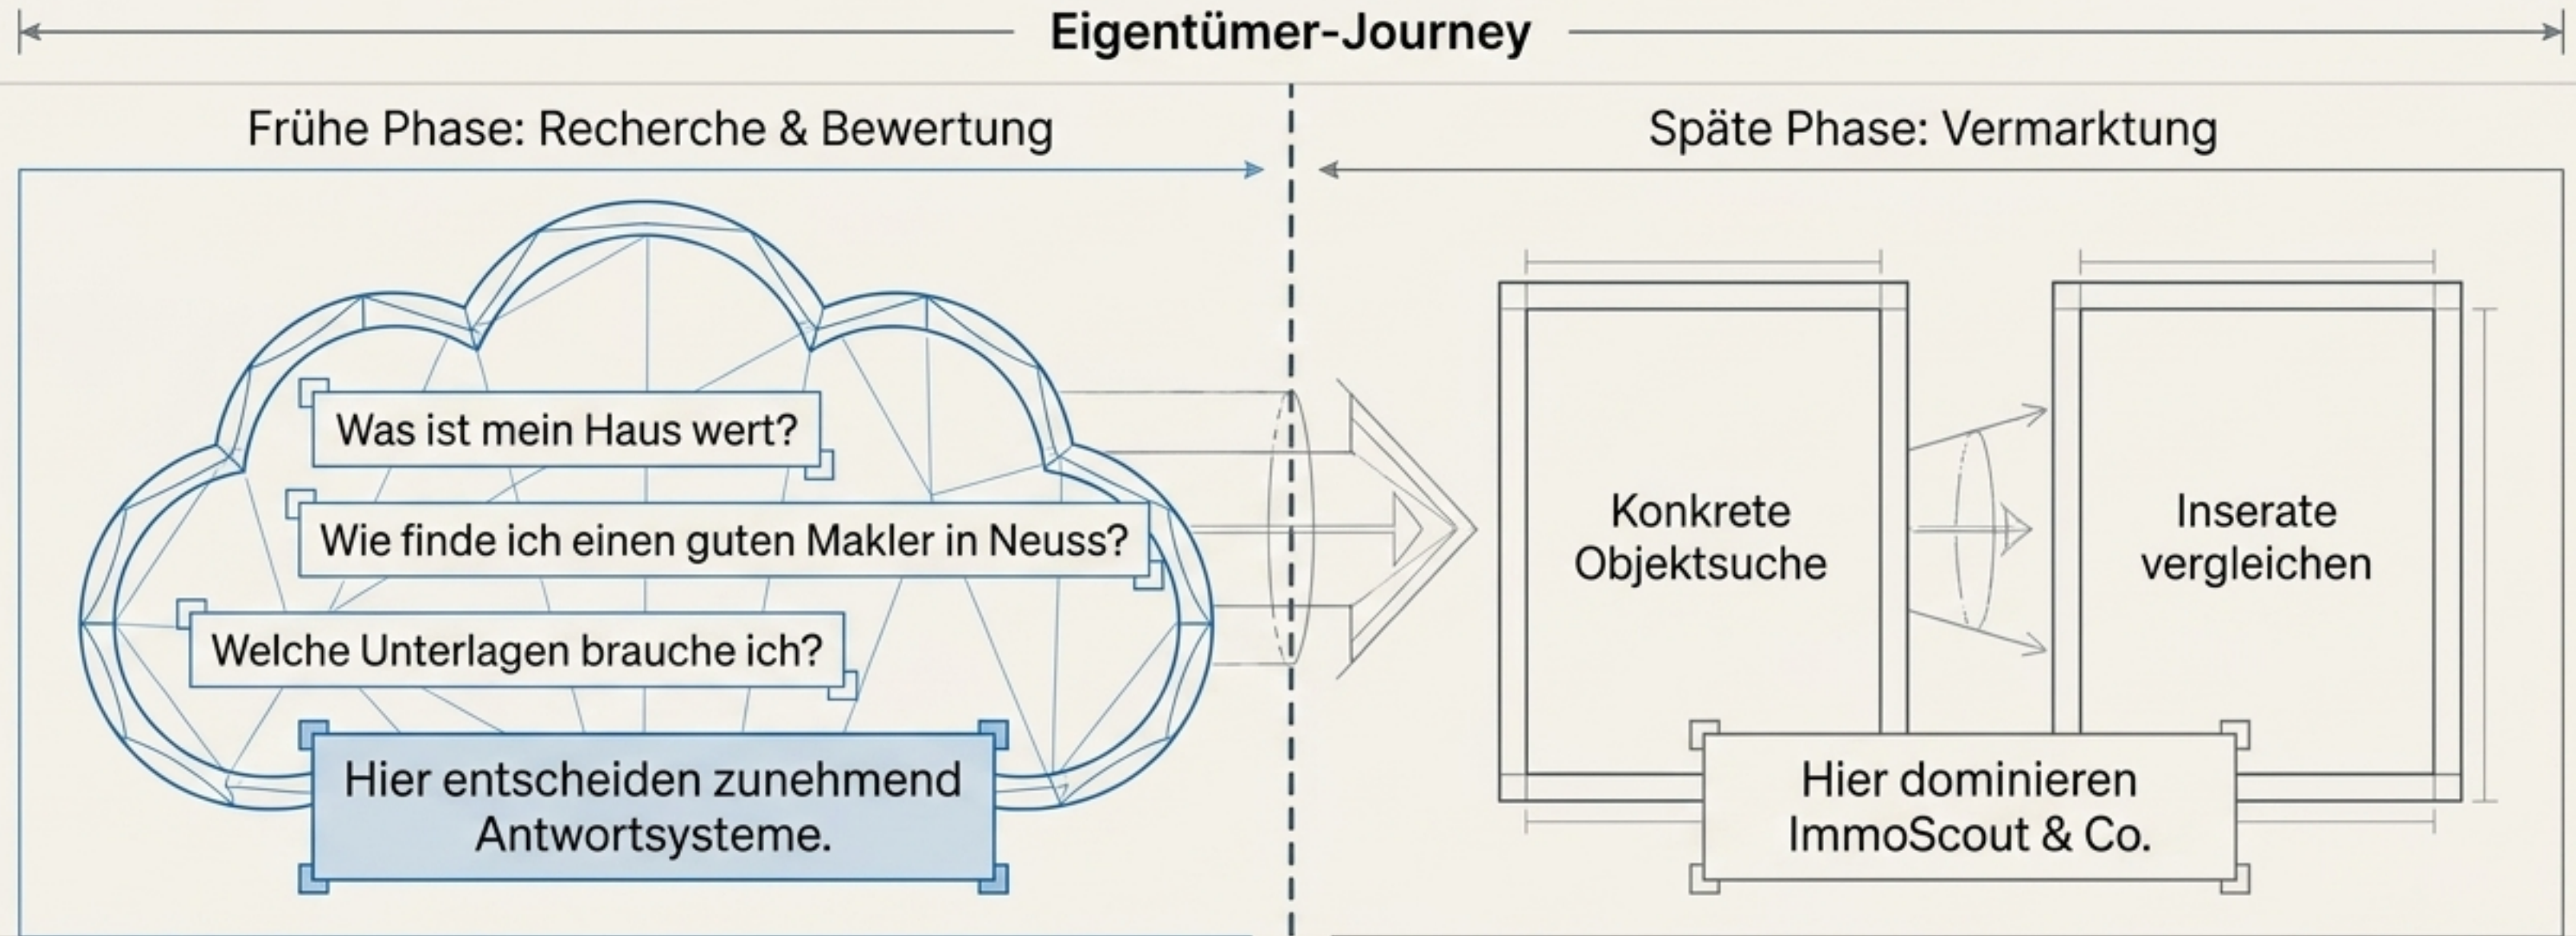 Eigentümer-Journey
Frühe Phase: Recherche & Bewertung
Was ist mein Haus wert?
Wie finde ich einen guten Makler in Neuss?
Welche Unterlagen brauche ich?
Hier entscheiden zunehmend
Antwortsysteme.
Späte Phase: Vermarktung
Konkrete
Objektsuche
Inserate
vergleichen
Hier dominieren
ImmoScout & Co.